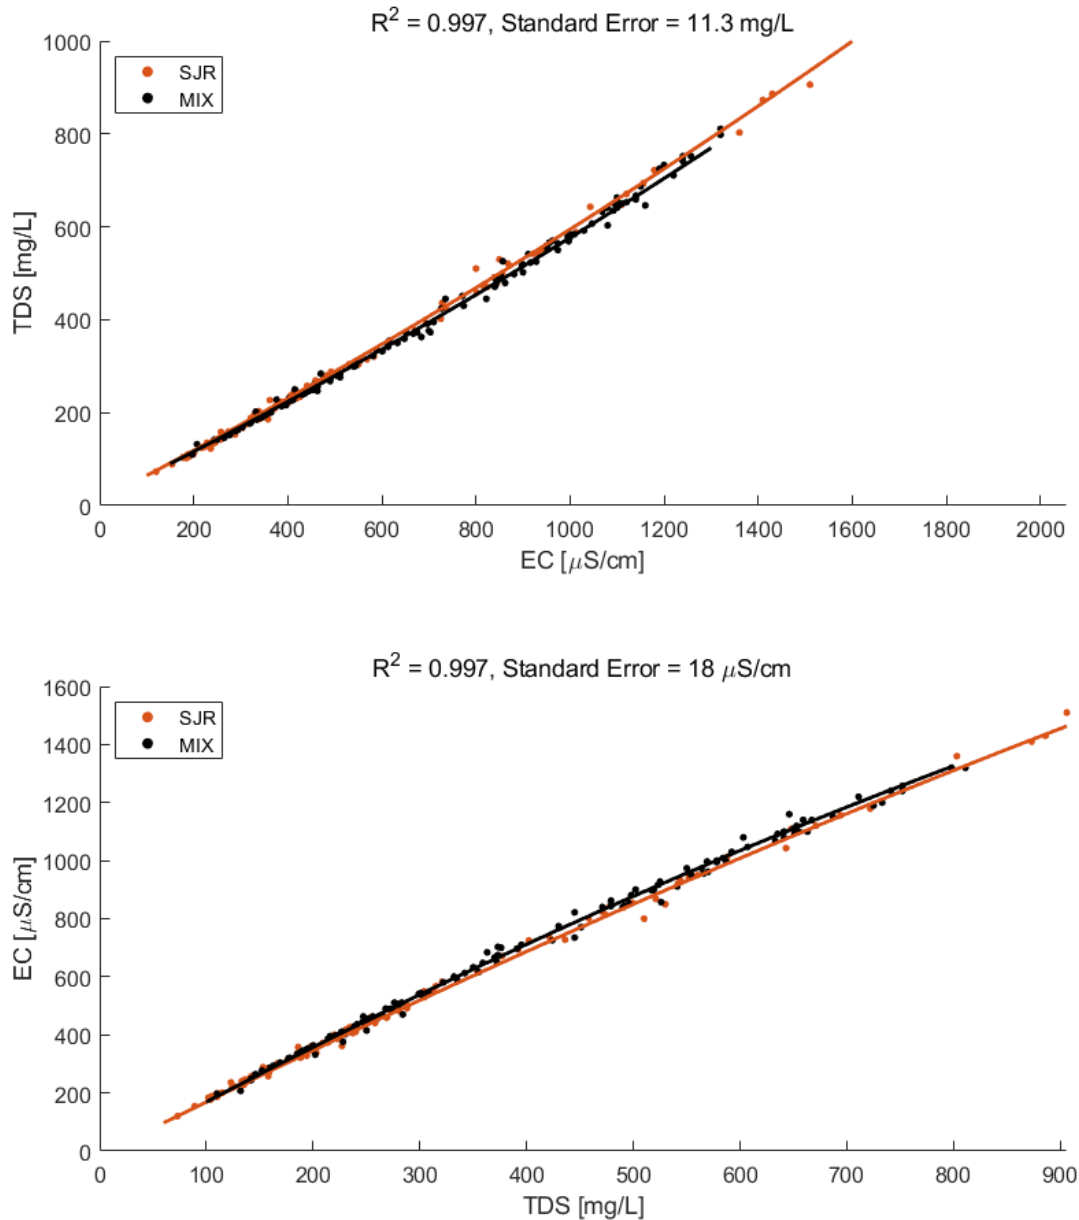 R² = 0.997, Standard Error = 11.3 mg/L
1000
SJR
MIX
800
600
TDS [mg/L]
400
200
0
0 200 400 600 800 1000 1200 1400 1600 1800 2000
EC [μS/cm]
R² = 0.997, Standard Error = 18 μS/cm
1600
SJR
MIX
1400
1200
1000
EC [μS/cm]
800
600
400
200
0
0 100 200 300 400 500 600 700 800 900
TDS [mg/L]